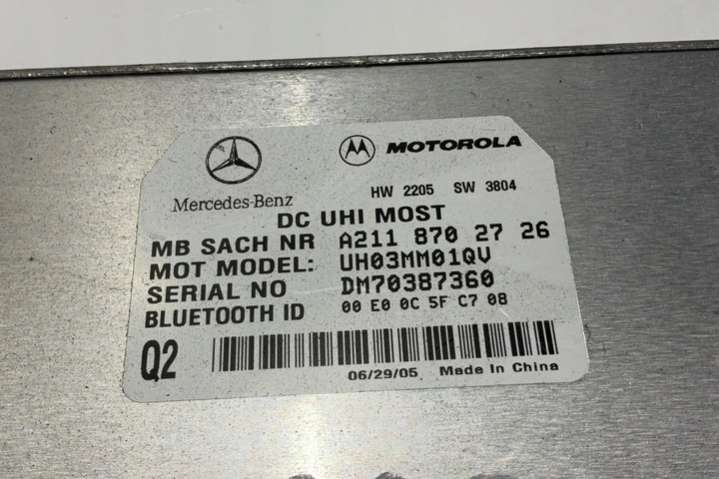 Mercedes-Benz
MOTOROLA
HW 2205 SW 3804
DC UHI MOST
MB SACH NR A211 870 27 26
MOT MODEL: UH03MM01QV
SERIAL NO DM70387360
BLUETOOTH ID 00 E0 0C 5F C7 0B
Q2
06/29/05 Made In China